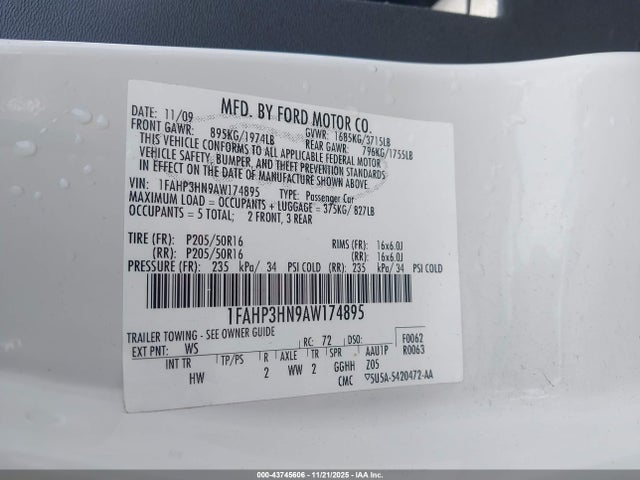 MFD. BY FORD MOTOR CO.
DATE: 11/09 GVWR: 1685KG/3715LB
FRONT GAWR: 895KG/1974LB REAR GAWR: 796KG/1755LB
THIS VEHICLE CONFORMS TO ALL APPLICABLE FEDERAL MOTOR
VEHICLE SAFETY, BUMPER, AND THEFT PREVENTION STANDARDS
IN EFFECT ON THE DATE OF MANUFACTURE SHOWN ABOVE.
VIN: 1FAHP3HN9AW174895 TYPE: Passenger Car
MAXIMUM LOAD = OCCUPANTS + LUGGAGE = 375KG/ 827LB
OCCUPANTS = 5 TOTAL; 2 FRONT, 3 REAR
TIRE (FR): P205/50R16 RIMS (FR): 16x6.0J
(RR): P205/50R16 (RR): 16x6.0J
PRESSURE (FR): 235 kPa/ 34 PSI COLD (RR): 235 kPa/ 34 PSI COLD
1FAHP3HN9AW174895
TRAILER TOWING - SEE OWNER GUIDE
EXT PNT: WS RC: 72 DSO: F0062
INT TR TP/PS R AXLE TR SPR AAU1P R0063
HW 2 WW 2 GGHH Z05
CMC 5U5A-5420472-AA
000-43745606 - 11/21/2025 - IAA Inc.